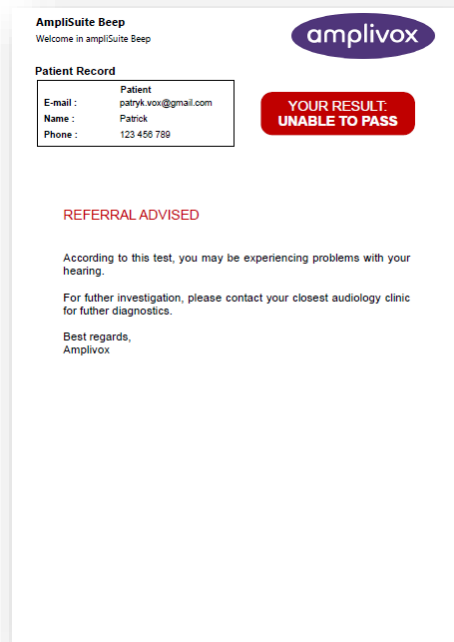 AmpliSuite Beep
Welcome in ampliSuite Beep
amplivox
Patient Record
Patient
E-mail : patryk.vox@gmail.com
Name : Patrick
Phone : 123 456 789
YOUR RESULT:
UNABLE TO PASS
REFERRAL ADVISED
According to this test, you may be experiencing problems with your
hearing.
For futher investigation, please contact your closest audiology clinic
for futher diagnostics.
Best regards,
Amplivox